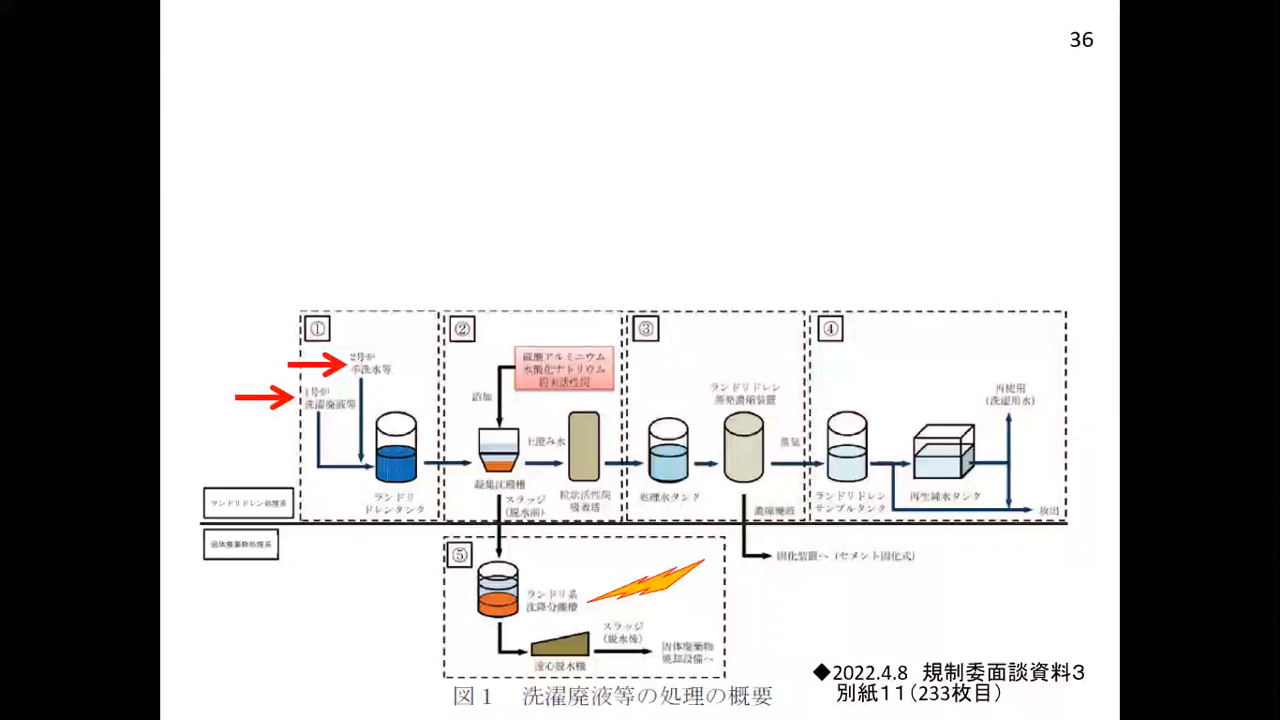 36
①
2号炉
手洗水等
1号炉
洗濯廃液等
ランドリ
ドレンタンク
②
硫酸アルミニウム
水酸化ナトリウム
粉末活性炭
添加
上澄み水
凝集沈殿槽
粒状活性炭
吸着塔
スラッジ
(脱水前)
③
ランドリドレン
蒸発濃縮装置
処理水タンク
蒸気
濃縮廃液
固化装置へ（セメント固化式）
④
再使用
(洗濯用水)
ランドリドレン
サンプルタンク
再生純水タンク
放出
ランドリドレン処理系
固体廃棄物処理系
⑤
ランドリ系
沈降分離槽
スラッジ
(脱水後)
遠心脱水機
固体廃棄物
焼却設備へ
図１　洗濯廃液等の処理の概要
◆2022.4.8　規制委面談資料３
別紙１１（233枚目）